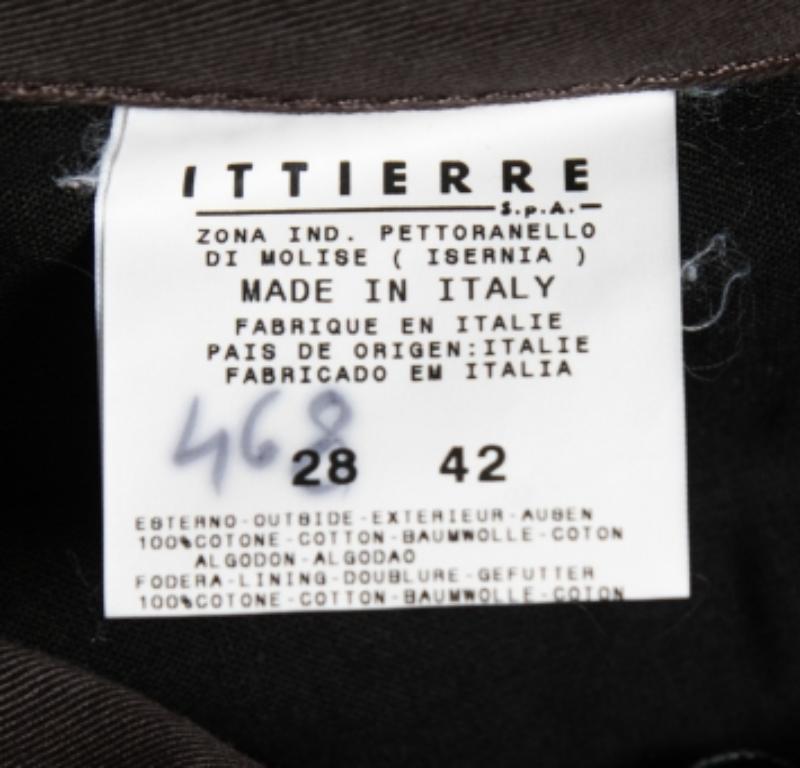 ITTIERRE
S.p.A.
ZONA IND. PETTORANELLO
DI MOLISE ( ISERNIA )
MADE IN ITALY
FABRIQUE EN ITALIE
PAIS DE ORIGEN:ITALIE
FABRICADO EM ITALIA
468
28 42
ESTERNO-OUTSIDE-EXTERIEUR-AUSEN
100%COTONE-COTTON-BAUMWOLLE-COTON
ALGODON-ALGODAO
FODERA-LINING-DOUBLURE-GEFUTTER
100%COTONE-COTTON-BAUMWOLLE-COTON